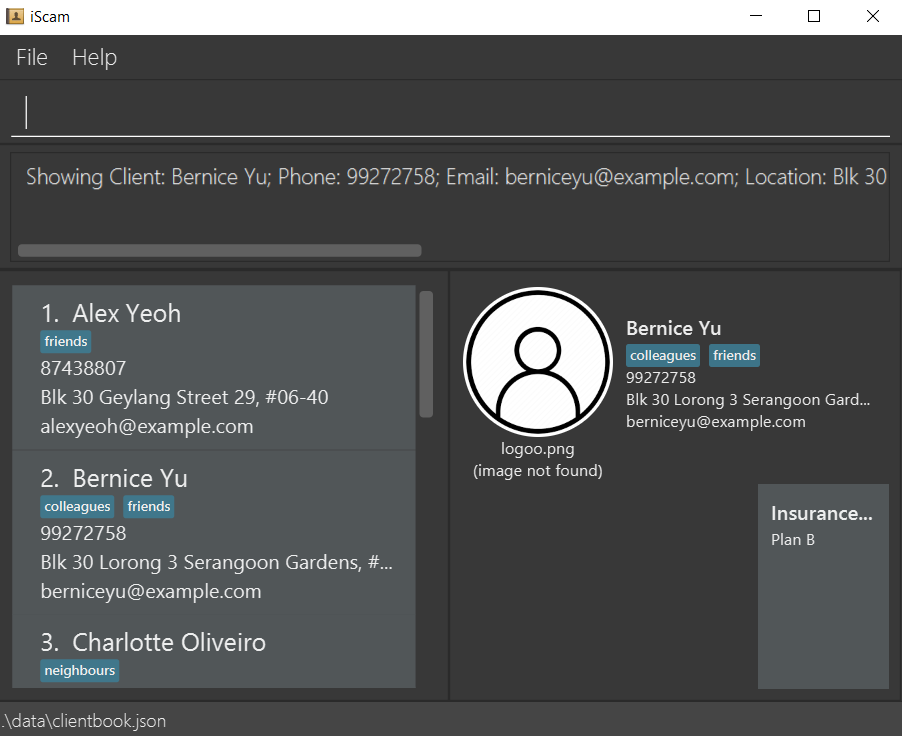 iScam
File Help
Showing Client: Bernice Yu; Phone: 99272758; Email: berniceyu@example.com; Location: Blk 30
1. Alex Yeoh
friends
87438807
Blk 30 Geylang Street 29, #06-40
alexyeoh@example.com
2. Bernice Yu
colleagues friends
99272758
Blk 30 Lorong 3 Serangoon Gardens, #...
berniceyu@example.com
3. Charlotte Oliveiro
neighbours
logoo.png
(image not found)
Bernice Yu
colleagues friends
99272758
Blk 30 Lorong 3 Serangoon Gard...
berniceyu@example.com
Insurance...
Plan B
.\data\clientbook.json